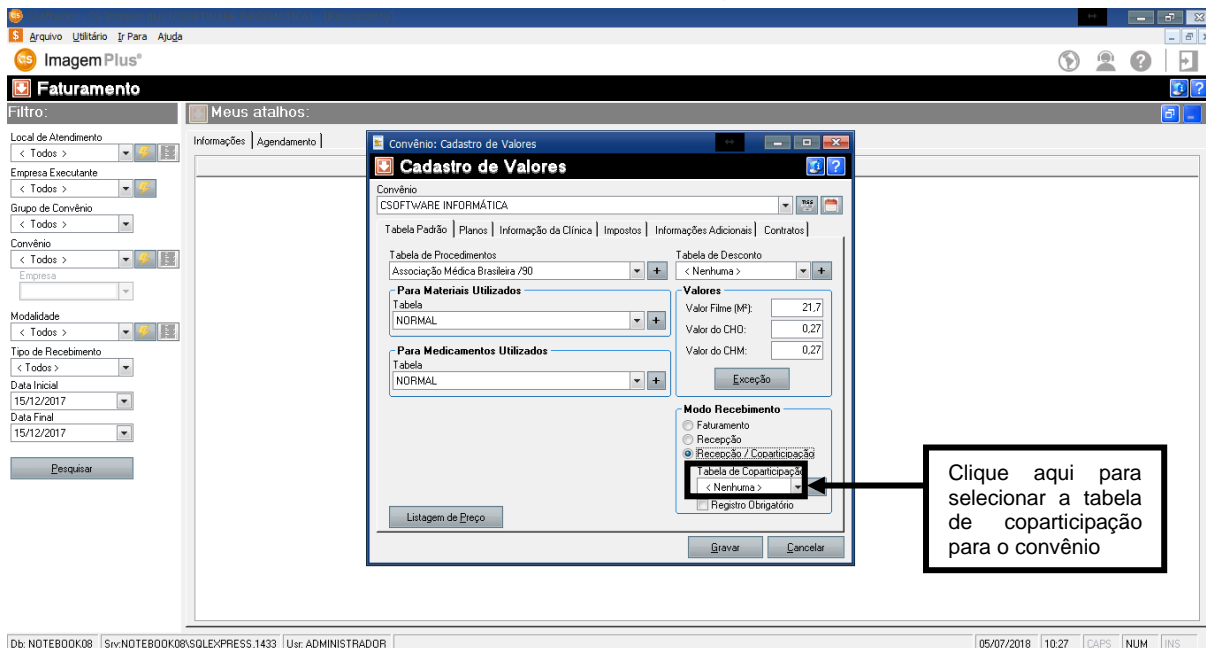 Arquivo Utilitário Ir Para Ajuda
ImagemPlus®
Faturamento
Filtro:
Meus atalhos:
Local de Atendimento
< Todos >
Empresa Executante
< Todos >
Grupo de Convênio
< Todos >
Convênio
< Todos >
Empresa
Modalidade
< Todos >
Tipo de Recebimento
< Todos >
Data Inicial
15/12/2017
Data Final
15/12/2017
Pesquisar
Informações Agendamento
Convênio: Cadastro de Valores
Cadastro de Valores
Convênio
CSOFTWARE INFORMÁTICA
Tabela Padrão Planos Informação da Clínica Impostos Informações Adicionais Contratos
Tabela de Procedimentos
Associação Médica Brasileira /90
Tabela de Desconto
< Nenhuma >
Para Materiais Utilizados
Tabela
NORMAL
Para Medicamentos Utilizados
Tabela
NORMAL
Valores
Valor Filme (M²): 21,7
Valor do CHO: 0,27
Valor do CHM: 0,27
Exceção
Modo Recebimento
Faturamento
Recepção
Recepção / Coparticipação
Tabela de Coparticipação
< Nenhuma >
Registro Obrigatório
Listagem de Preço
Gravar Cancelar
Clique aqui para
selecionar a tabela
de coparticipação
para o convênio
Db: NOTEBOOK08 Srv:NOTEBOOK08\SQLEXPRESS,1433 Usr: ADMINISTRADOR 05/07/2018 10:27 CAPS NUM INS